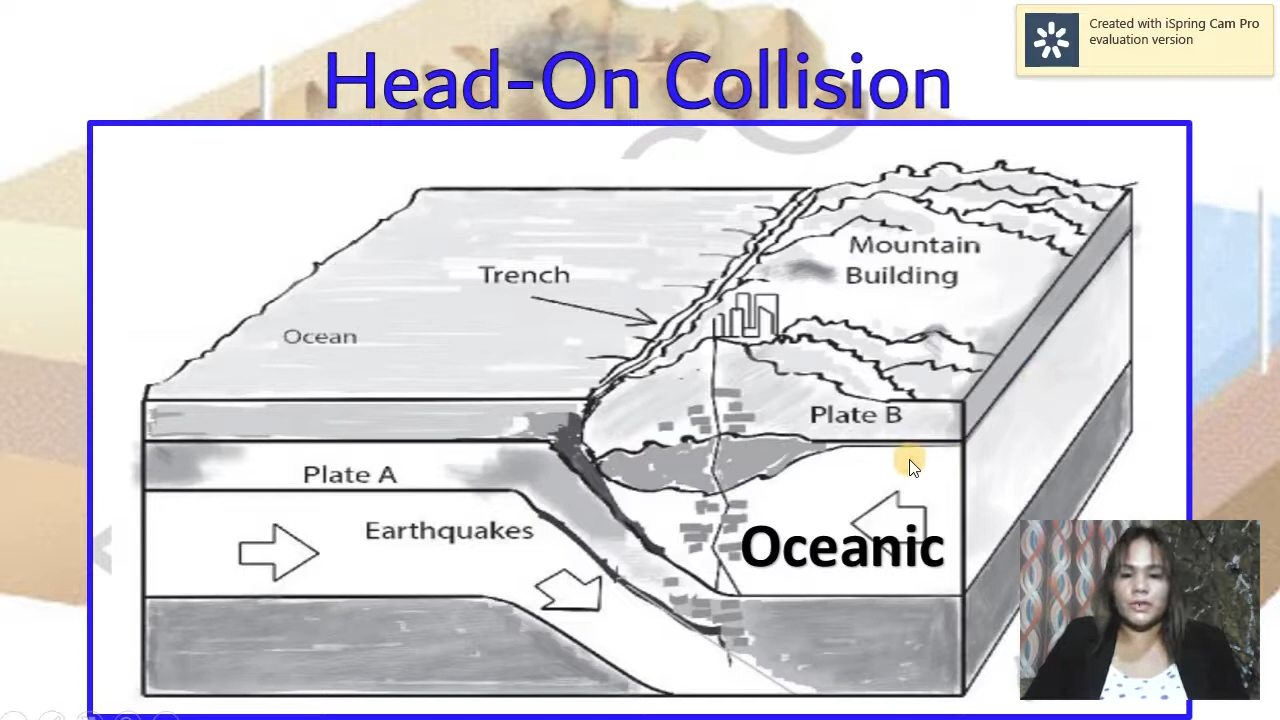 Created with iSpring Cam Pro
evaluation version
Head-On Collision
Mountain
Building
Trench
Ocean
Plate B
Plate A
Earthquakes
Oceanic